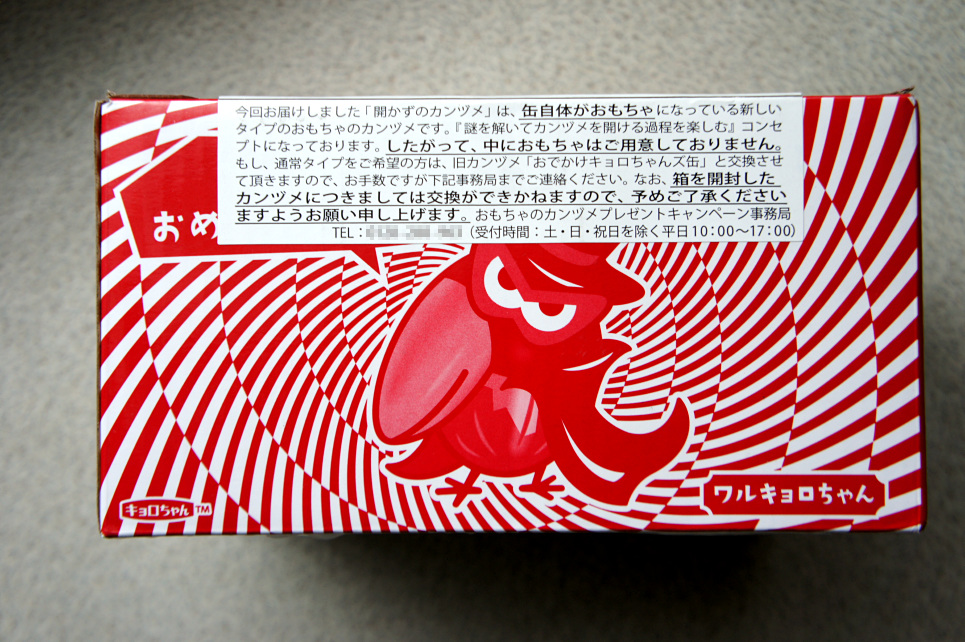 今回お届けしました「開かずのカンヅメ」は、缶自体がおもちゃになっている新しい
タイプのおもちゃのカンヅメです。『謎を解いてカンヅメを開ける過程を楽しむ』コンセ
プトになっております。したがって、中におもちゃはご用意しておりません。
もし、通常タイプをご希望の方は、旧カンヅメ「おでかけキョロちゃんズ缶」と交換させ
て頂きますので、お手数ですが下記事務局までご連絡ください。なお、箱を開封した
カンヅメにつきましては交換ができかねますので、予めご了承ください
ますようお願い申し上げます。おもちゃのカンヅメプレゼントキャンペーン事務局
TEL：（受付時間：土・日・祝日を除く平日10：00〜17：00）
おめ
ワルキョロちゃん
キョロちゃん TM